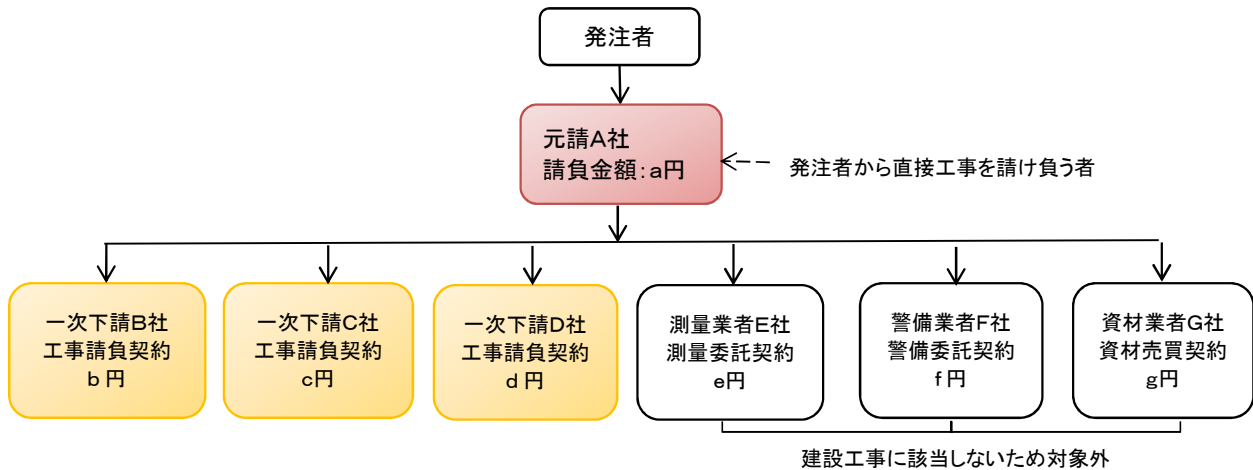 発注者
元請A社
請負金額:a円
発注者から直接工事を請け負う者
一次下請B社
工事請負契約
b円
一次下請C社
工事請負契約
c円
一次下請D社
工事請負契約
d円
測量業者E社
測量委託契約
e円
警備業者F社
警備委託契約
f円
資材業者G社
資材売買契約
g円
建設工事に該当しないため対象外